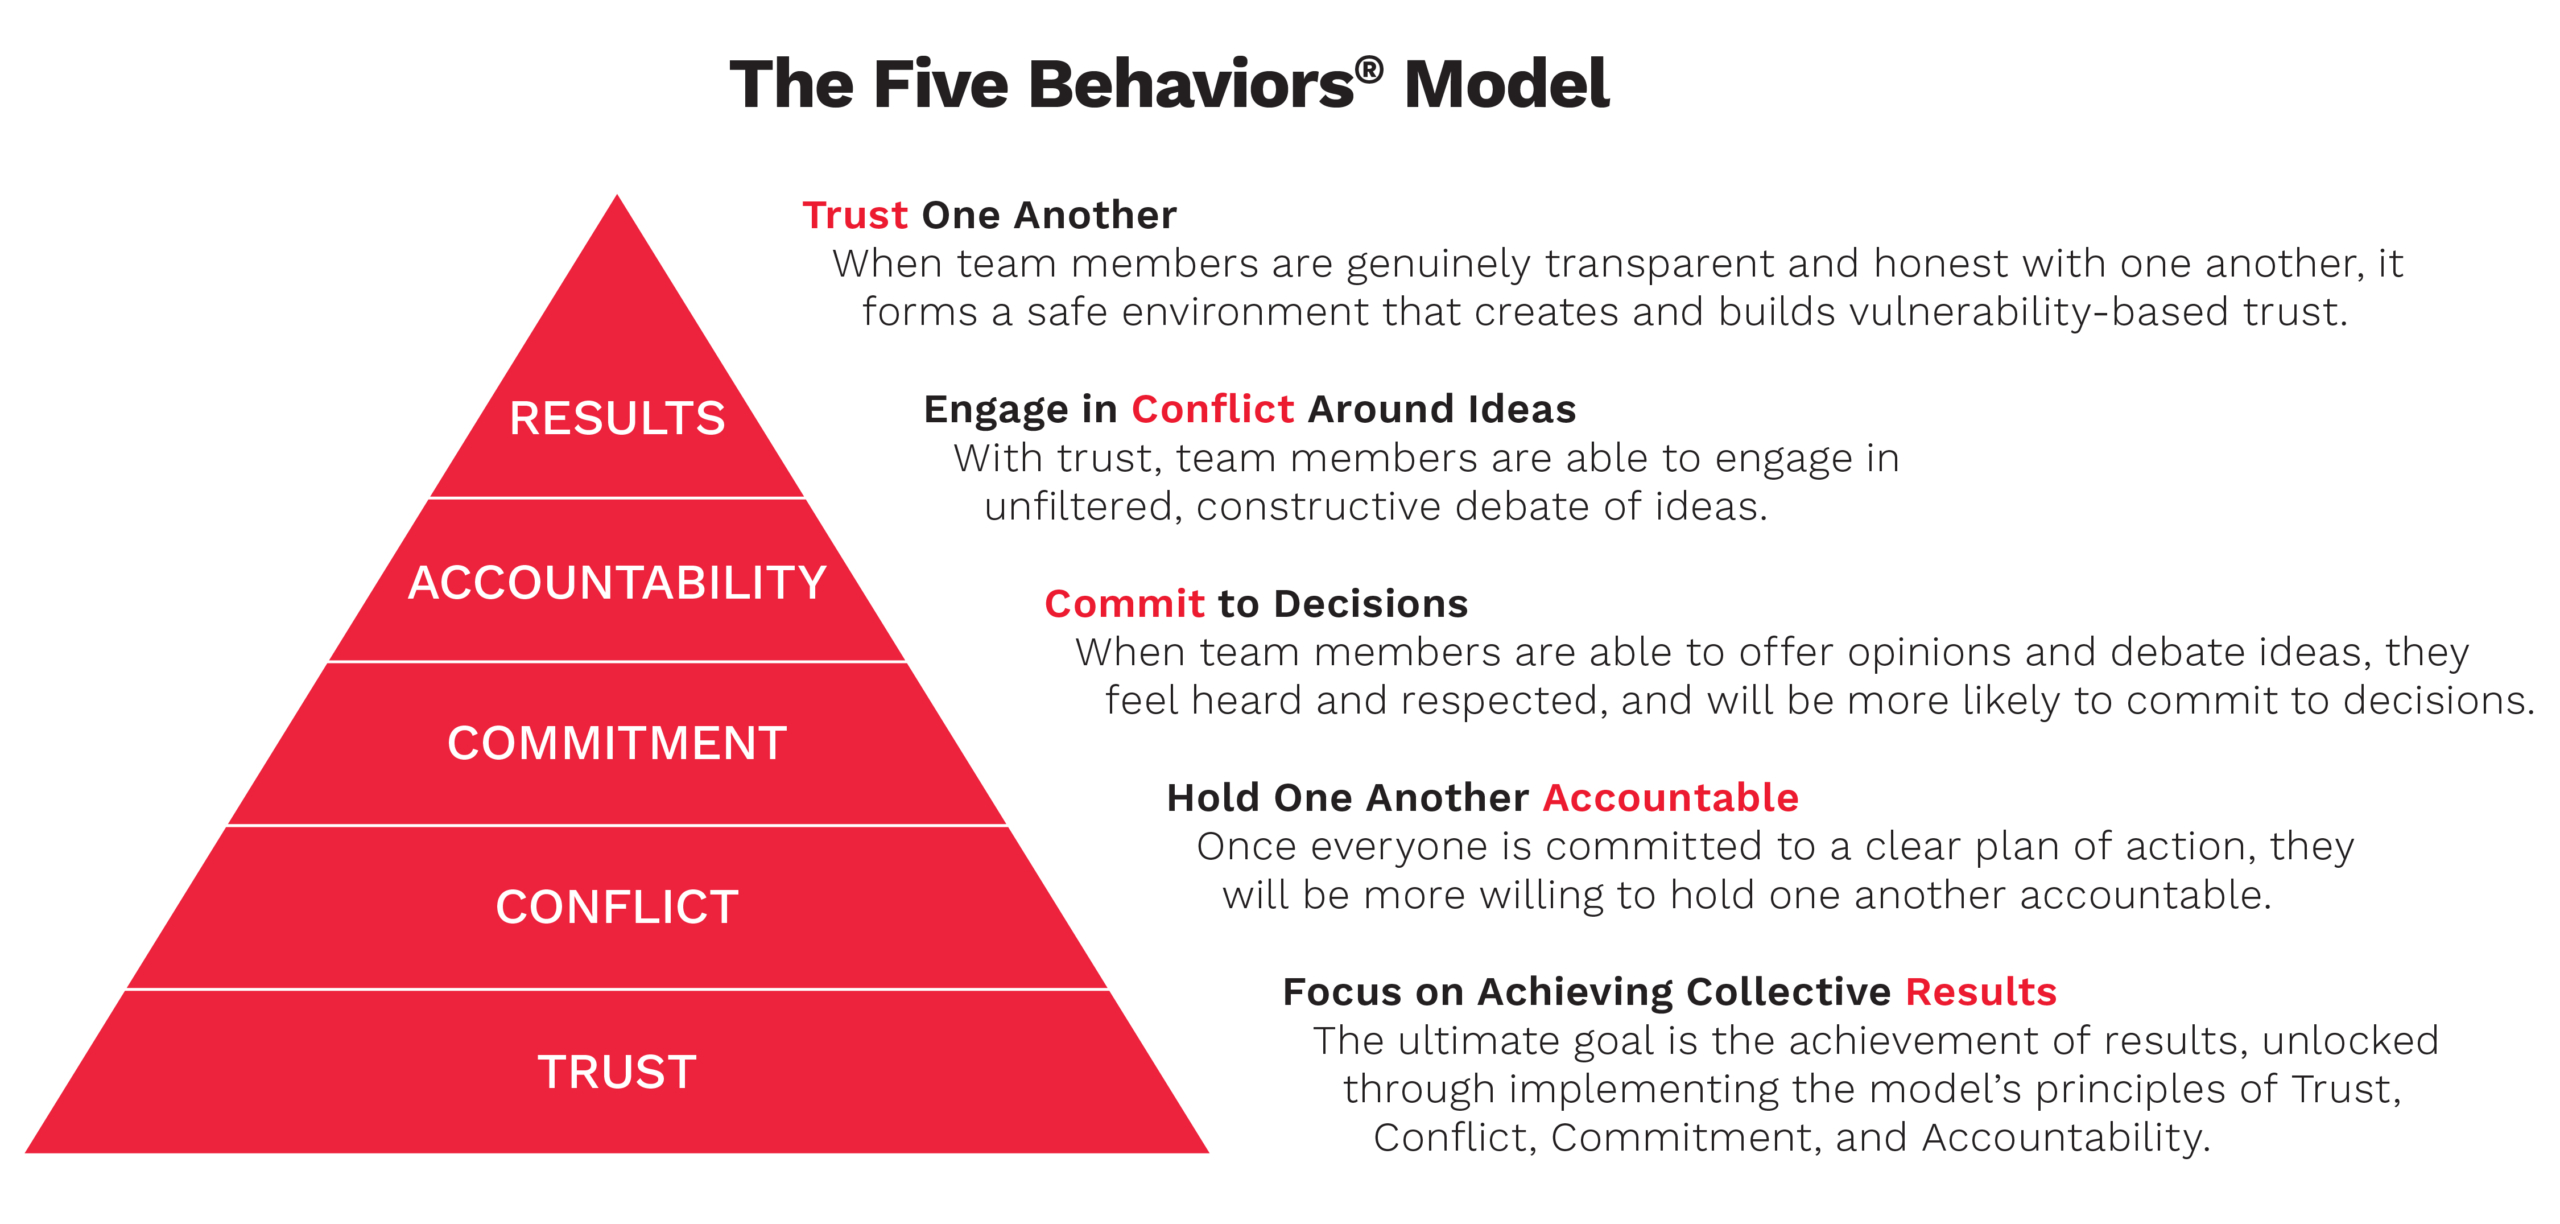 The Five Behaviors® Model
RESULTS
ACCOUNTABILITY
COMMITMENT
CONFLICT
TRUST
Trust One Another
When team members are genuinely transparent and honest with one another, it
forms a safe environment that creates and builds vulnerability-based trust.
Engage in Conflict Around Ideas
With trust, team members are able to engage in
unfiltered, constructive debate of ideas.
Commit to Decisions
When team members are able to offer opinions and debate ideas, they
feel heard and respected, and will be more likely to commit to decisions.
Hold One Another Accountable
Once everyone is committed to a clear plan of action, they
will be more willing to hold one another accountable.
Focus on Achieving Collective Results
The ultimate goal is the achievement of results, unlocked
through implementing the model’s principles of Trust,
Conflict, Commitment, and Accountability.